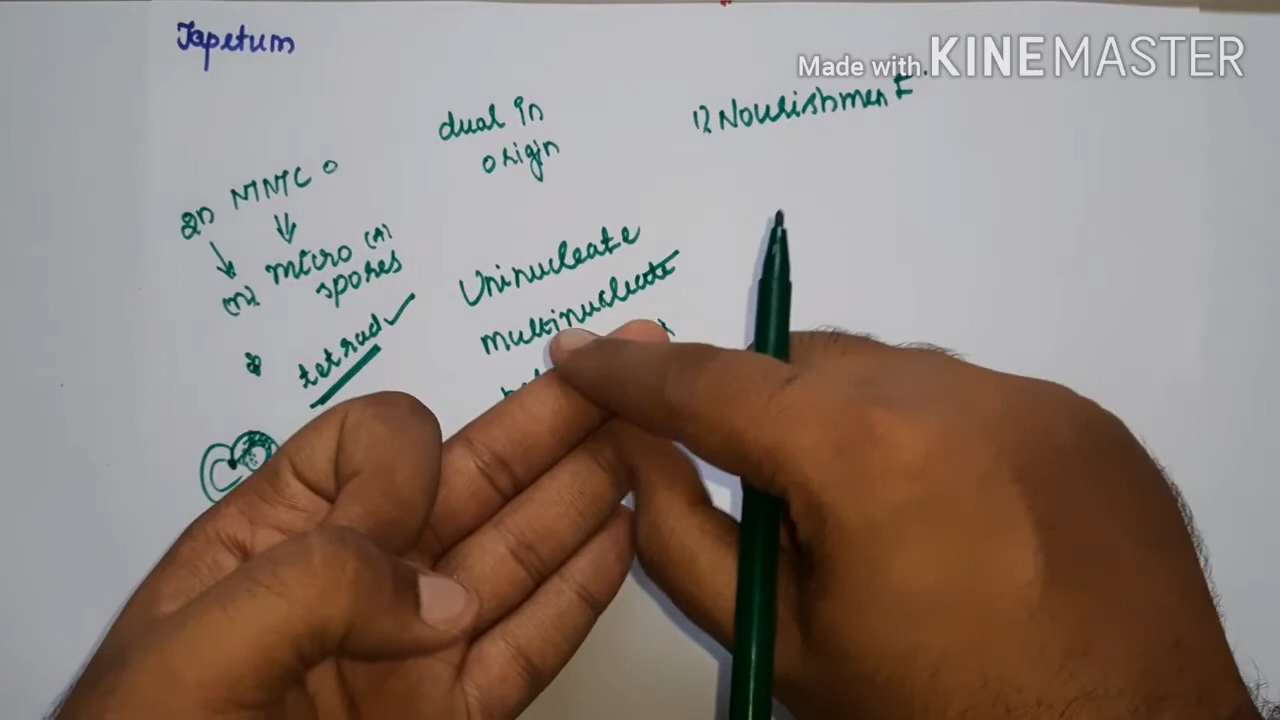 Tapetum
Made with KINEMASTER
dual in
origin
1) Nourishment
2n MMC
(n) micro (n)
spores
tetrad
Uninucleate
multinucleate